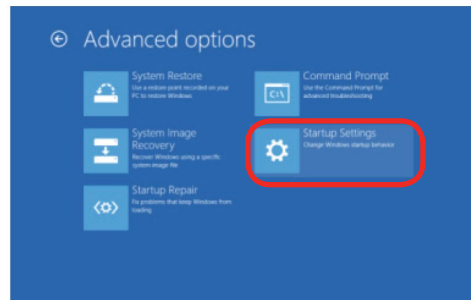 Advanced options
System Restore
Use a restore point recorded on your
PC to restore Windows
System Image
Recovery
Recover Windows using a specific
system image file
Startup Repair
Fix problems that keep Windows from
loading
Command Prompt
Use the Command Prompt for
advanced troubleshooting
C:\
Startup Settings
Change Windows startup behavior